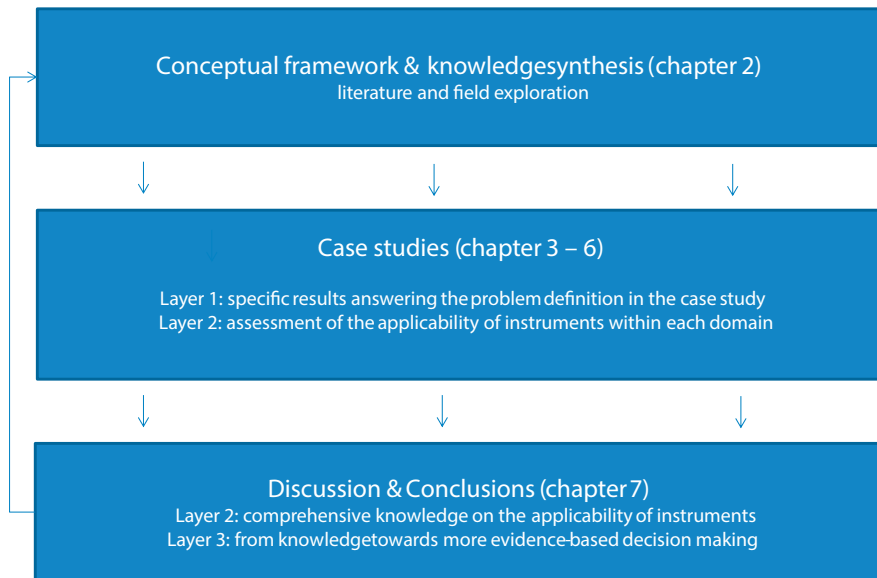 Conceptual framework & knowledgesynthesis (chapter 2)
literature and field exploration
Case studies (chapter 3 – 6)
Layer 1: specific results answering the problem definition in the case study
Layer 2: assessment of the applicability of instruments within each domain
Discussion & Conclusions (chapter 7)
Layer 2: comprehensive knowledge on the applicability of instruments
Layer 3: from knowledgetowards more evidence-based decision making